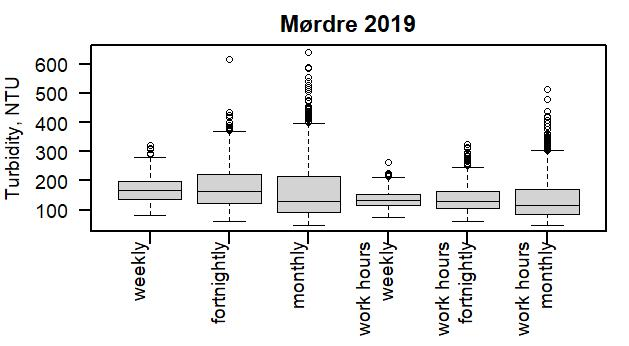 Mørdre 2019
Turbidity, NTU
600
500
400
300
200
100
weekly
fortnightly
monthly
work hours
weekly
work hours
fortnightly
work hours
monthly